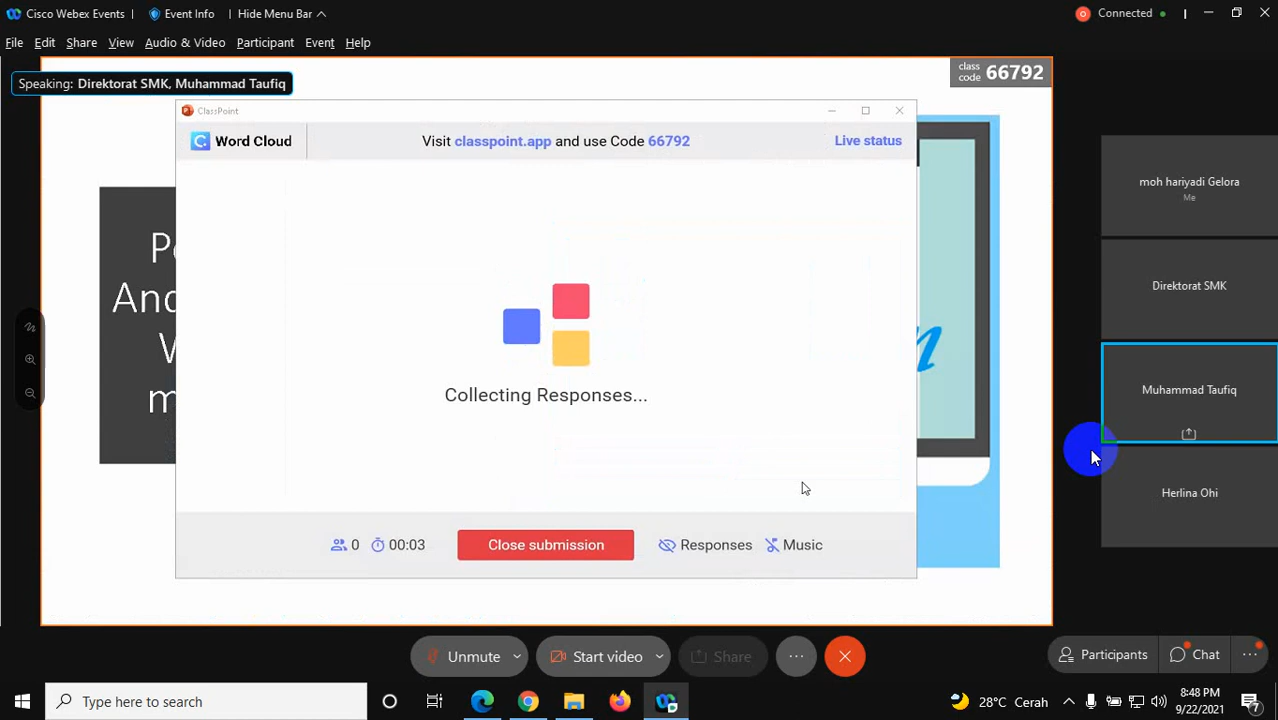 Cisco Webex Events
Event Info
Hide Menu Bar
Connected
File Edit Share View Audio & Video Participant Event Help
Speaking: Direktorat SMK, Muhammad Taufiq
class code 66792
ClassPoint
Word Cloud
Visit classpoint.app and use Code 66792
Live status
moh hariyadi Gelora
Me
Direktorat SMK
Muhammad Taufiq
Herlina Ohi
Collecting Responses...
0
00:03
Close submission
Responses
Music
Unmute
Start video
Share
Participants
Chat
Type here to search
28°C Cerah
8:48 PM
9/22/2021
7